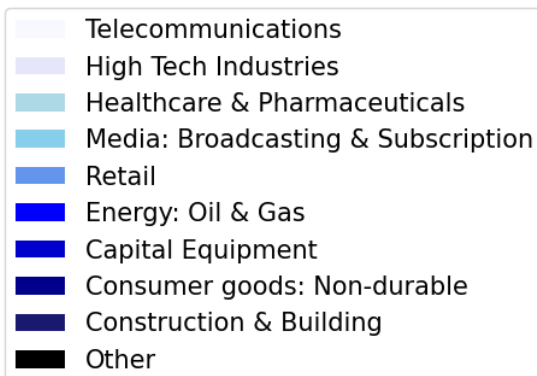 Telecommunications
High Tech Industries
Healthcare & Pharmaceuticals
Media: Broadcasting & Subscription
Retail
Energy: Oil & Gas
Capital Equipment
Consumer goods: Non-durable
Construction & Building
Other